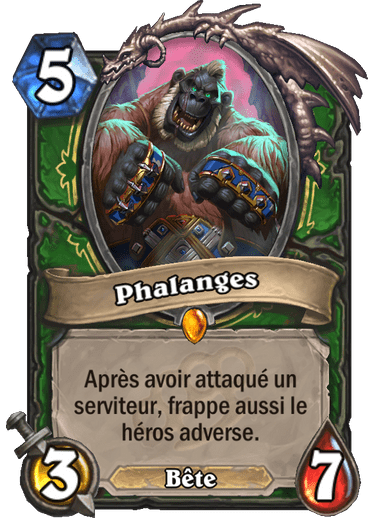 5
Phalanges
Après avoir attaqué un
serviteur, frappe aussi le
héros adverse.
3
Bête
7